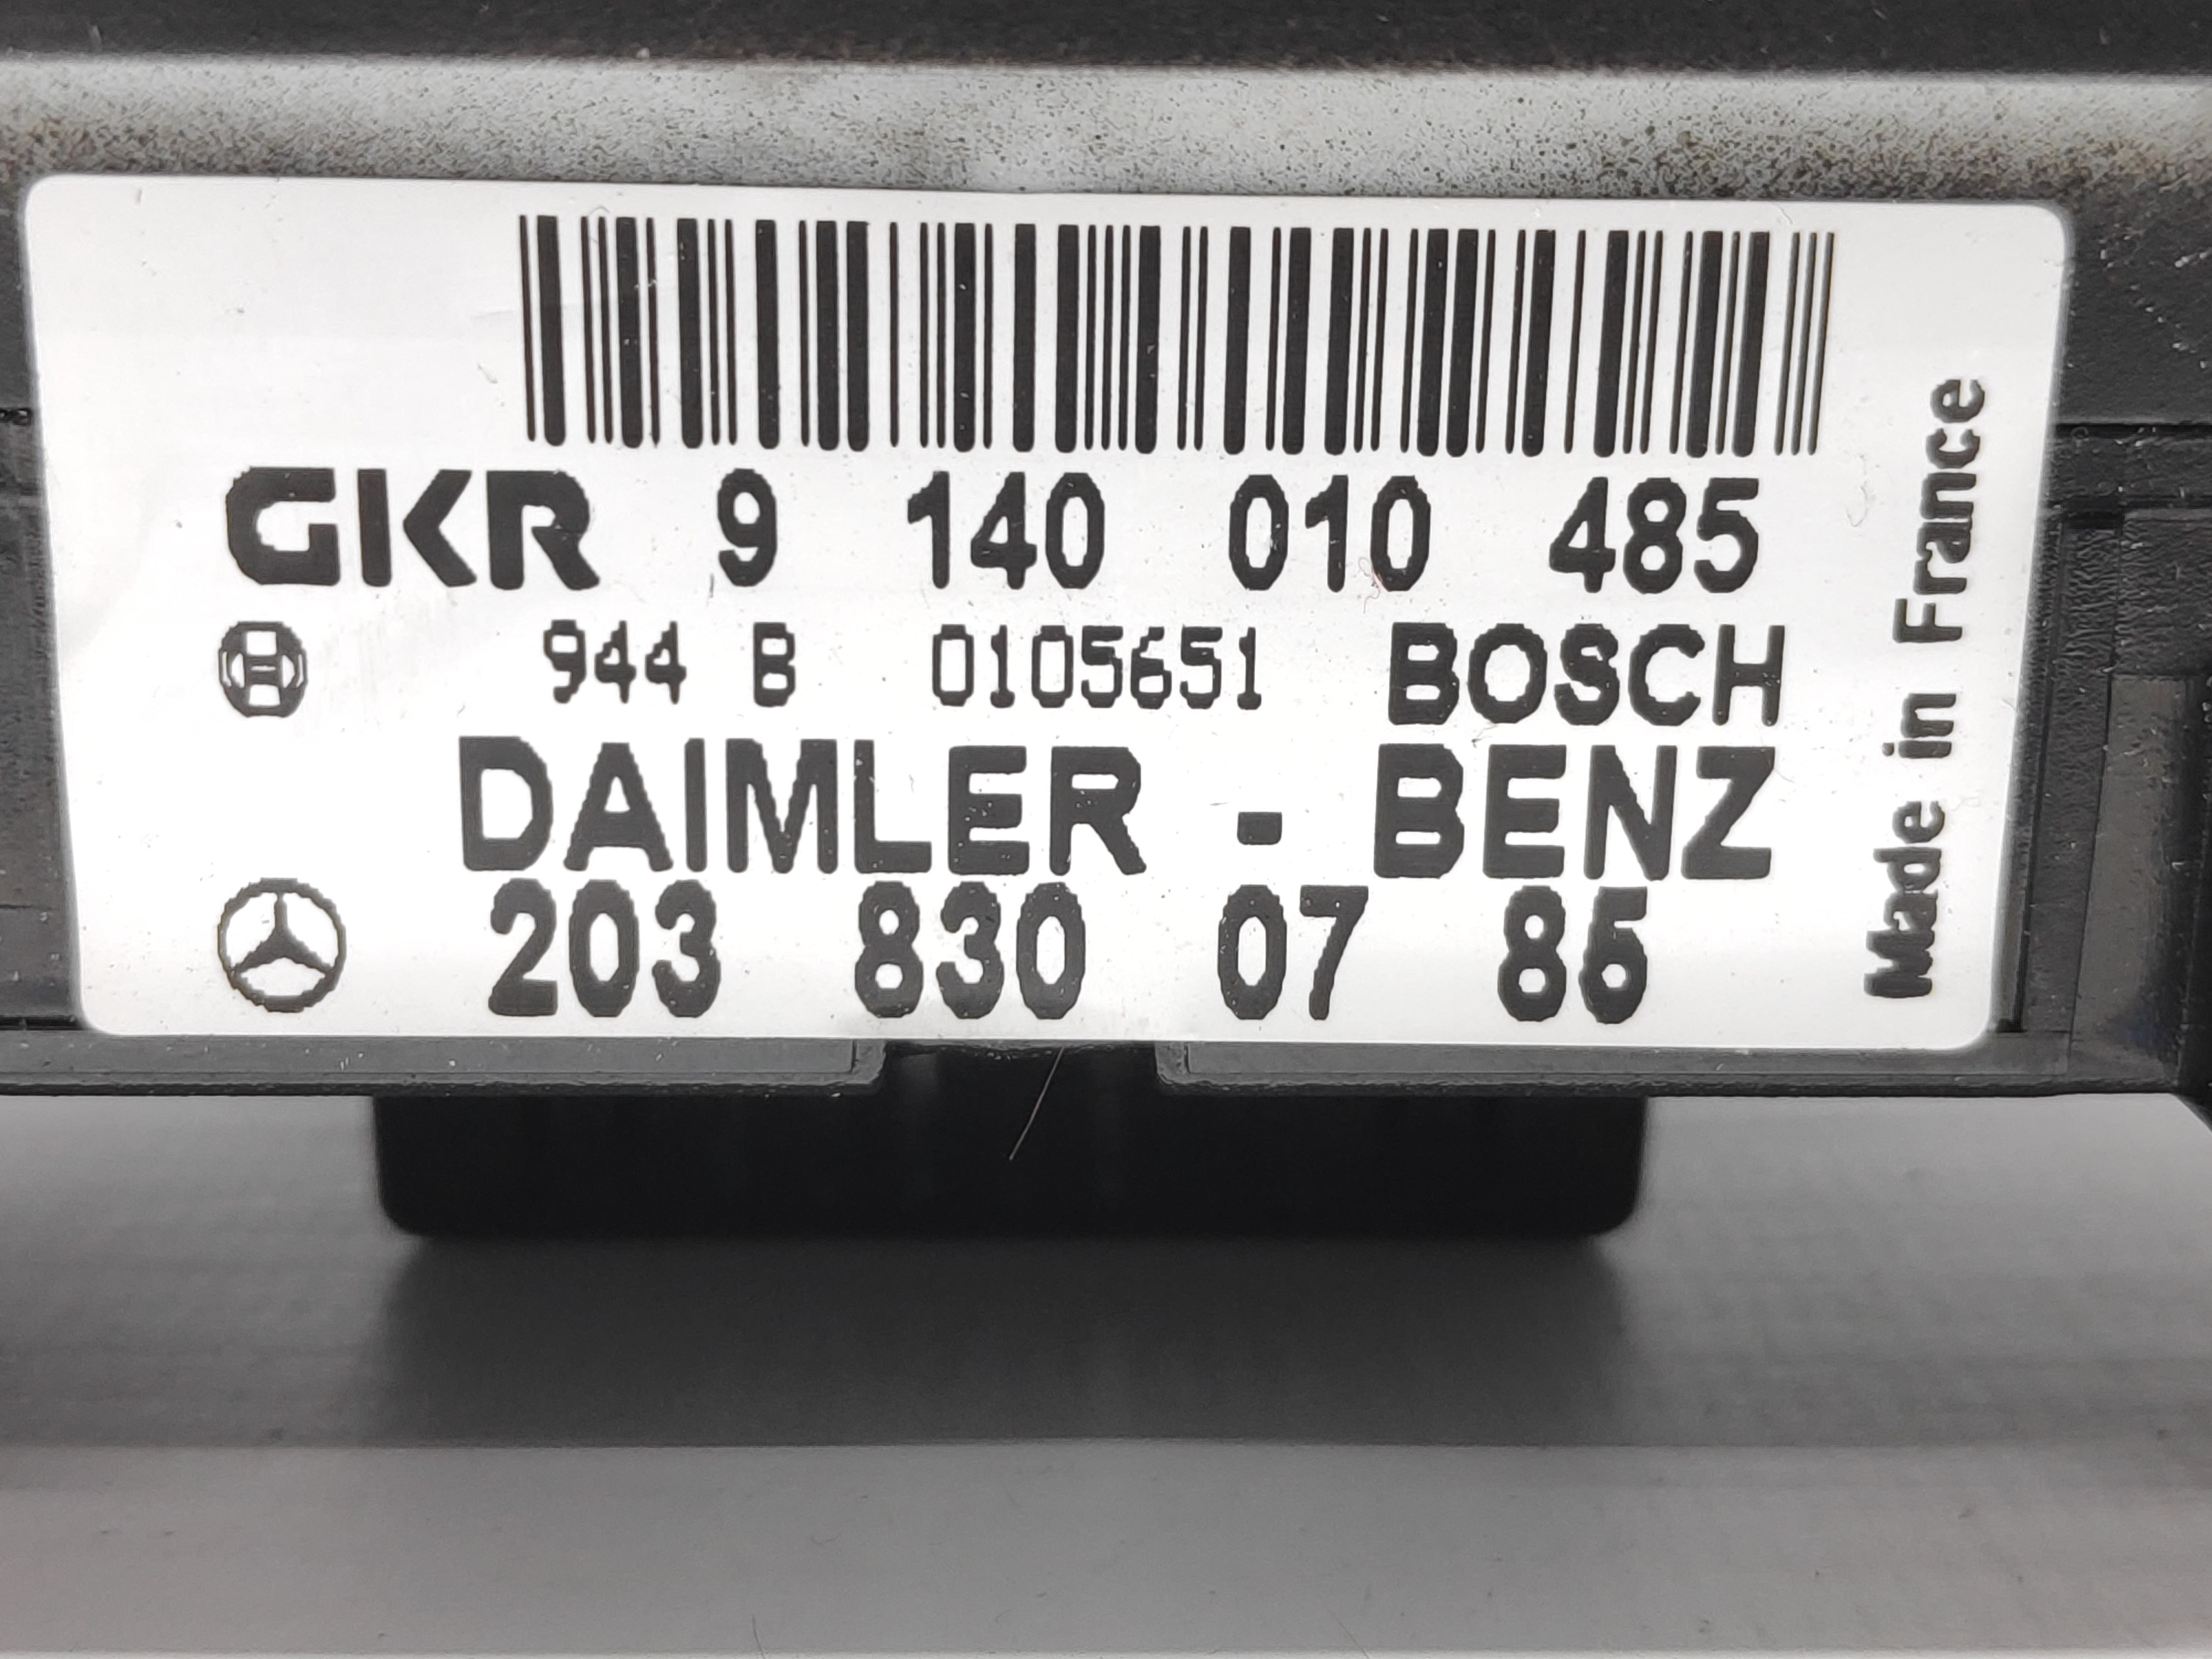 GKR 9 140 010 485
944 B 0105651 BOSCH
DAIMLER - BENZ
203 830 07 85
Made in France